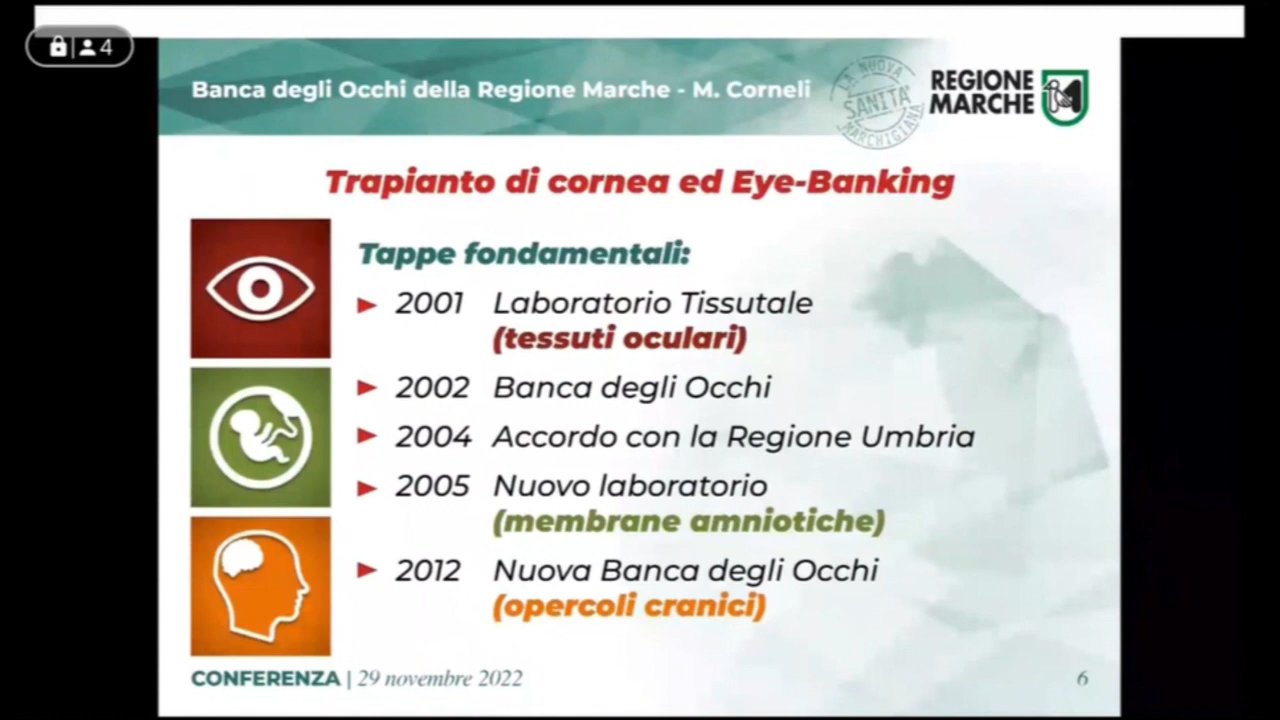 4
Banca degli Occhi della Regione Marche - M. Corneli
LA NUOVA
SANITA'
MARCHIGIANA
REGIONE
MARCHE
Trapianto di cornea ed Eye-Banking
Tappe fondamentali:
2001 Laboratorio Tissutale
(tessuti oculari)
2002 Banca degli Occhi
2004 Accordo con la Regione Umbria
2005 Nuovo laboratorio
(membrane amniotiche)
2012 Nuova Banca degli Occhi
(opercoli cranici)
CONFERENZA | 29 novembre 2022
6